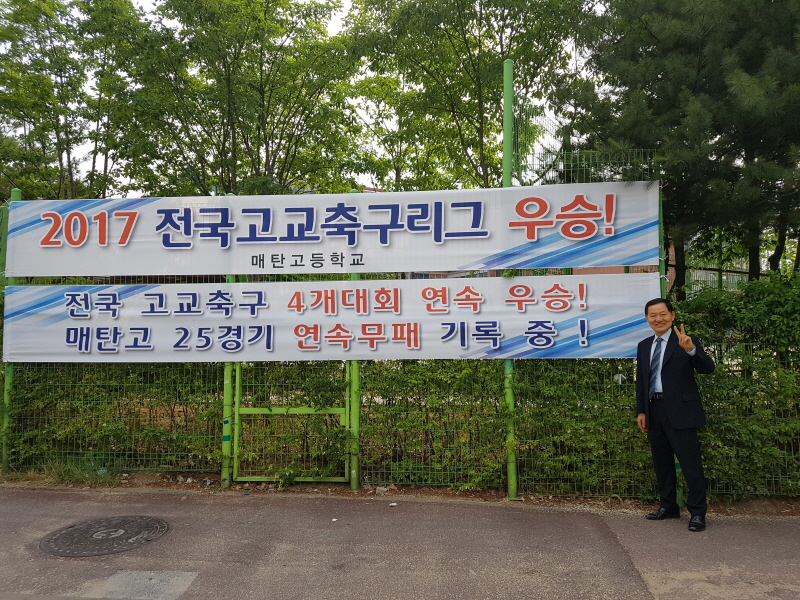 2017 전국고교축구리그 우승!
매탄고등학교
전국 고교축구 4개대회 연속 우승!
매탄고 25경기 연속무패 기록 중 !